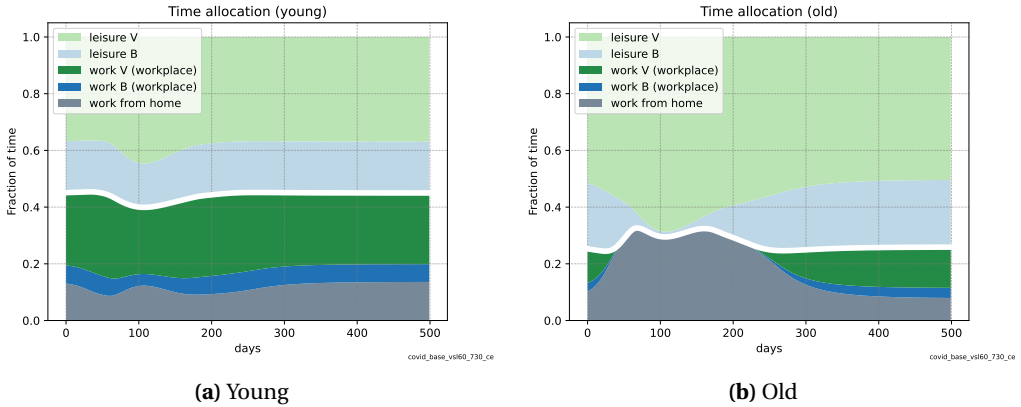 Time allocation (young)
1.0
0.8
0.6
0.4
0.2
0.0
Fraction of time
leisure V
leisure B
work V (workplace)
work B (workplace)
work from home
0 100 200 300 400 500
days
covid_base_vsl60_730_ce
(a) Young
Time allocation (old)
1.0
0.8
0.6
0.4
0.2
0.0
Fraction of time
leisure V
leisure B
work V (workplace)
work B (workplace)
work from home
0 100 200 300 400 500
days
covid_base_vsl60_730_ce
(b) Old